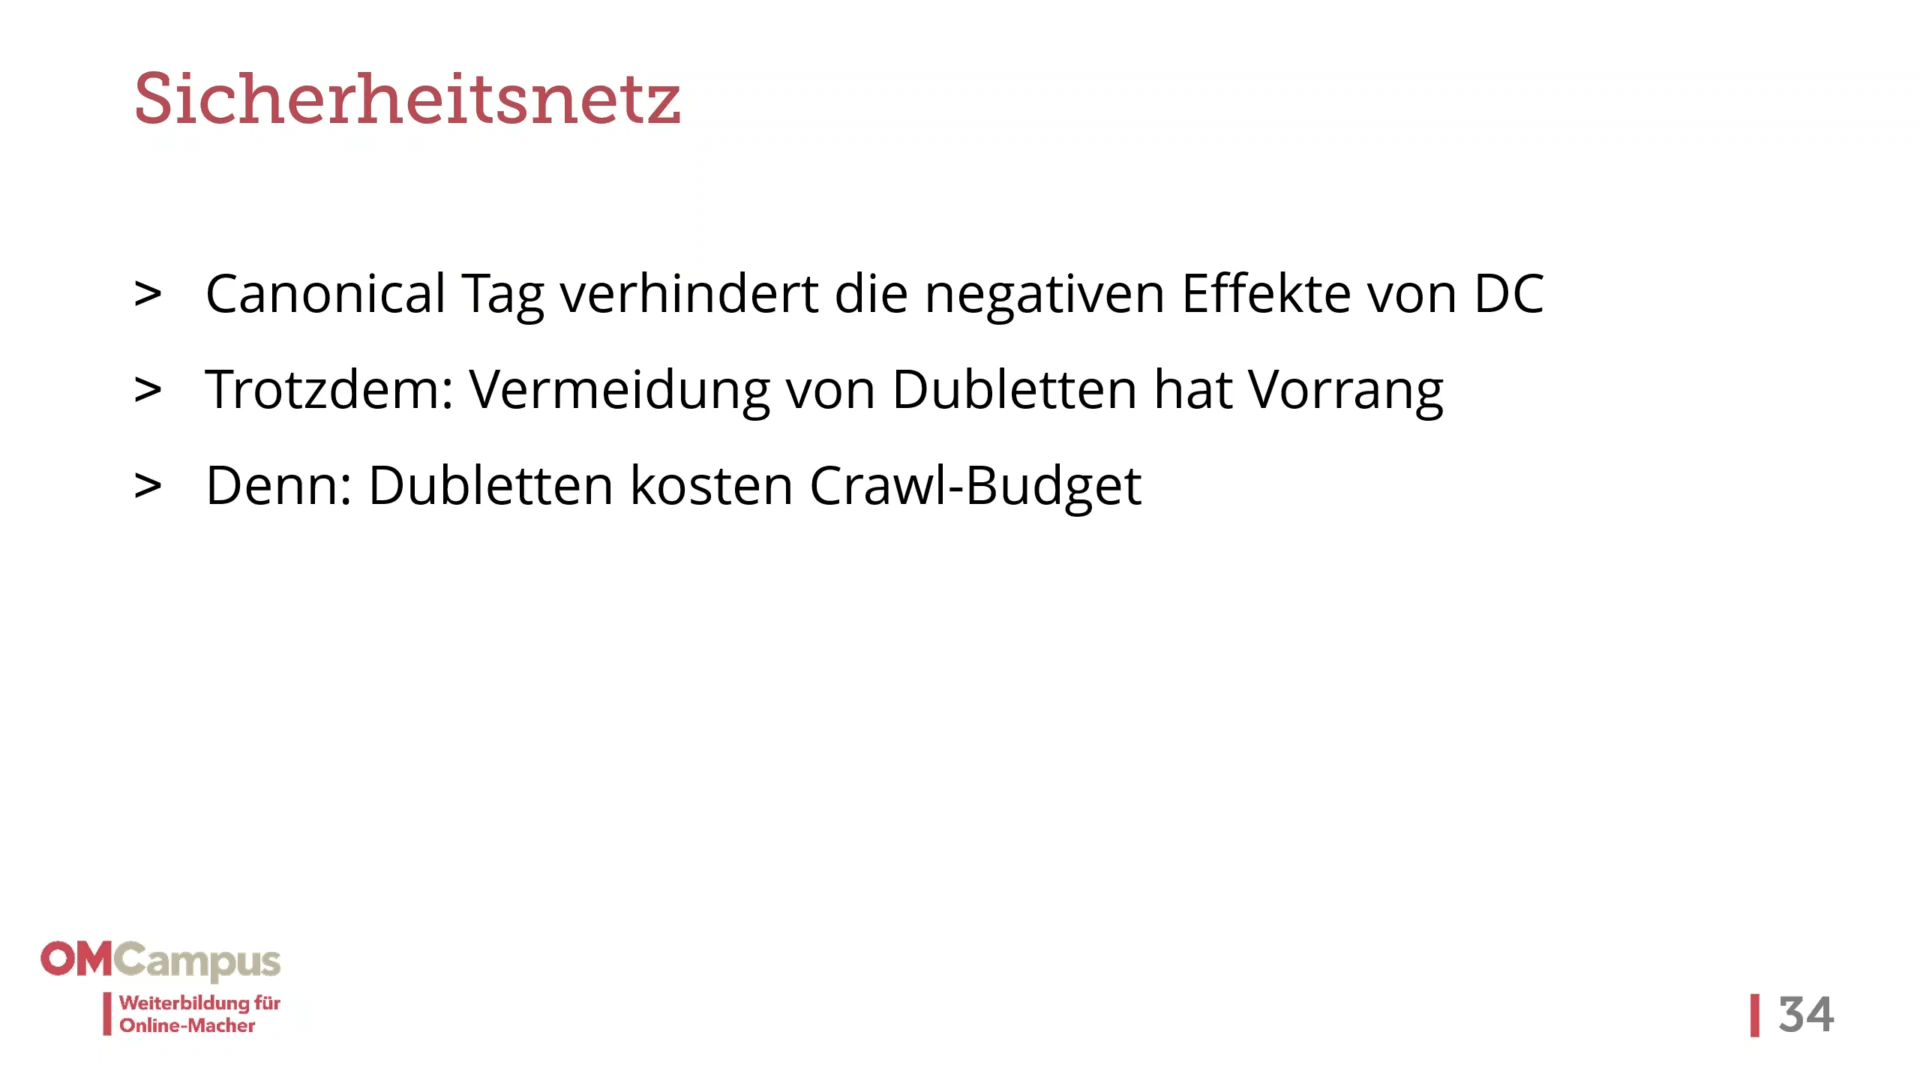 Sicherheitsnetz
> Canonical Tag verhindert die negativen Effekte von DC
> Trotzdem: Vermeidung von Dubletten hat Vorrang
> Denn: Dubletten kosten Crawl-Budget
OMCampus
Weiterbildung für
Online-Macher
34